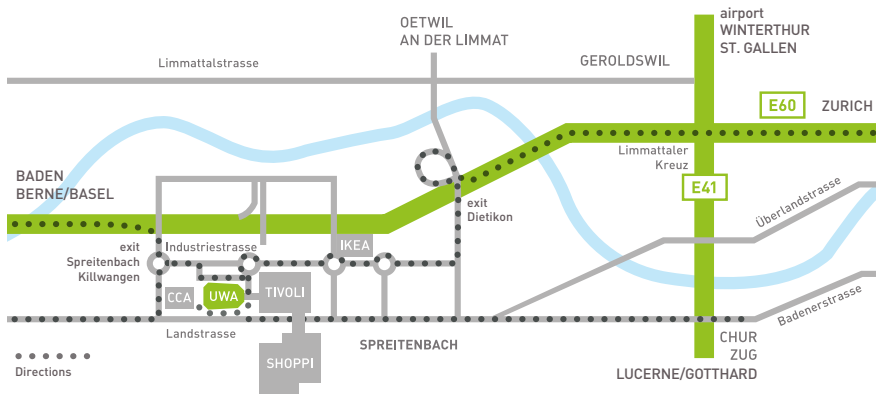 airport
WINTERTHUR
ST. GALLEN
OETWIL
AN DER LIMMAT
Limmattalstrasse
GEROLDSWIL
E60
ZURICH
Limmattaler
Kreuz
BADEN
BERNE/BASEL
E41
exit
Dietikon
Überlandstrasse
exit
Spreitenbach
Killwangen
Industriestrasse
IKEA
CCA
UWA
TIVOLI
Badenerstrasse
Landstrasse
SPREITENBACH
CHUR
ZUG
SHOPPI
Directions
LUCERNE/GOTTHARD